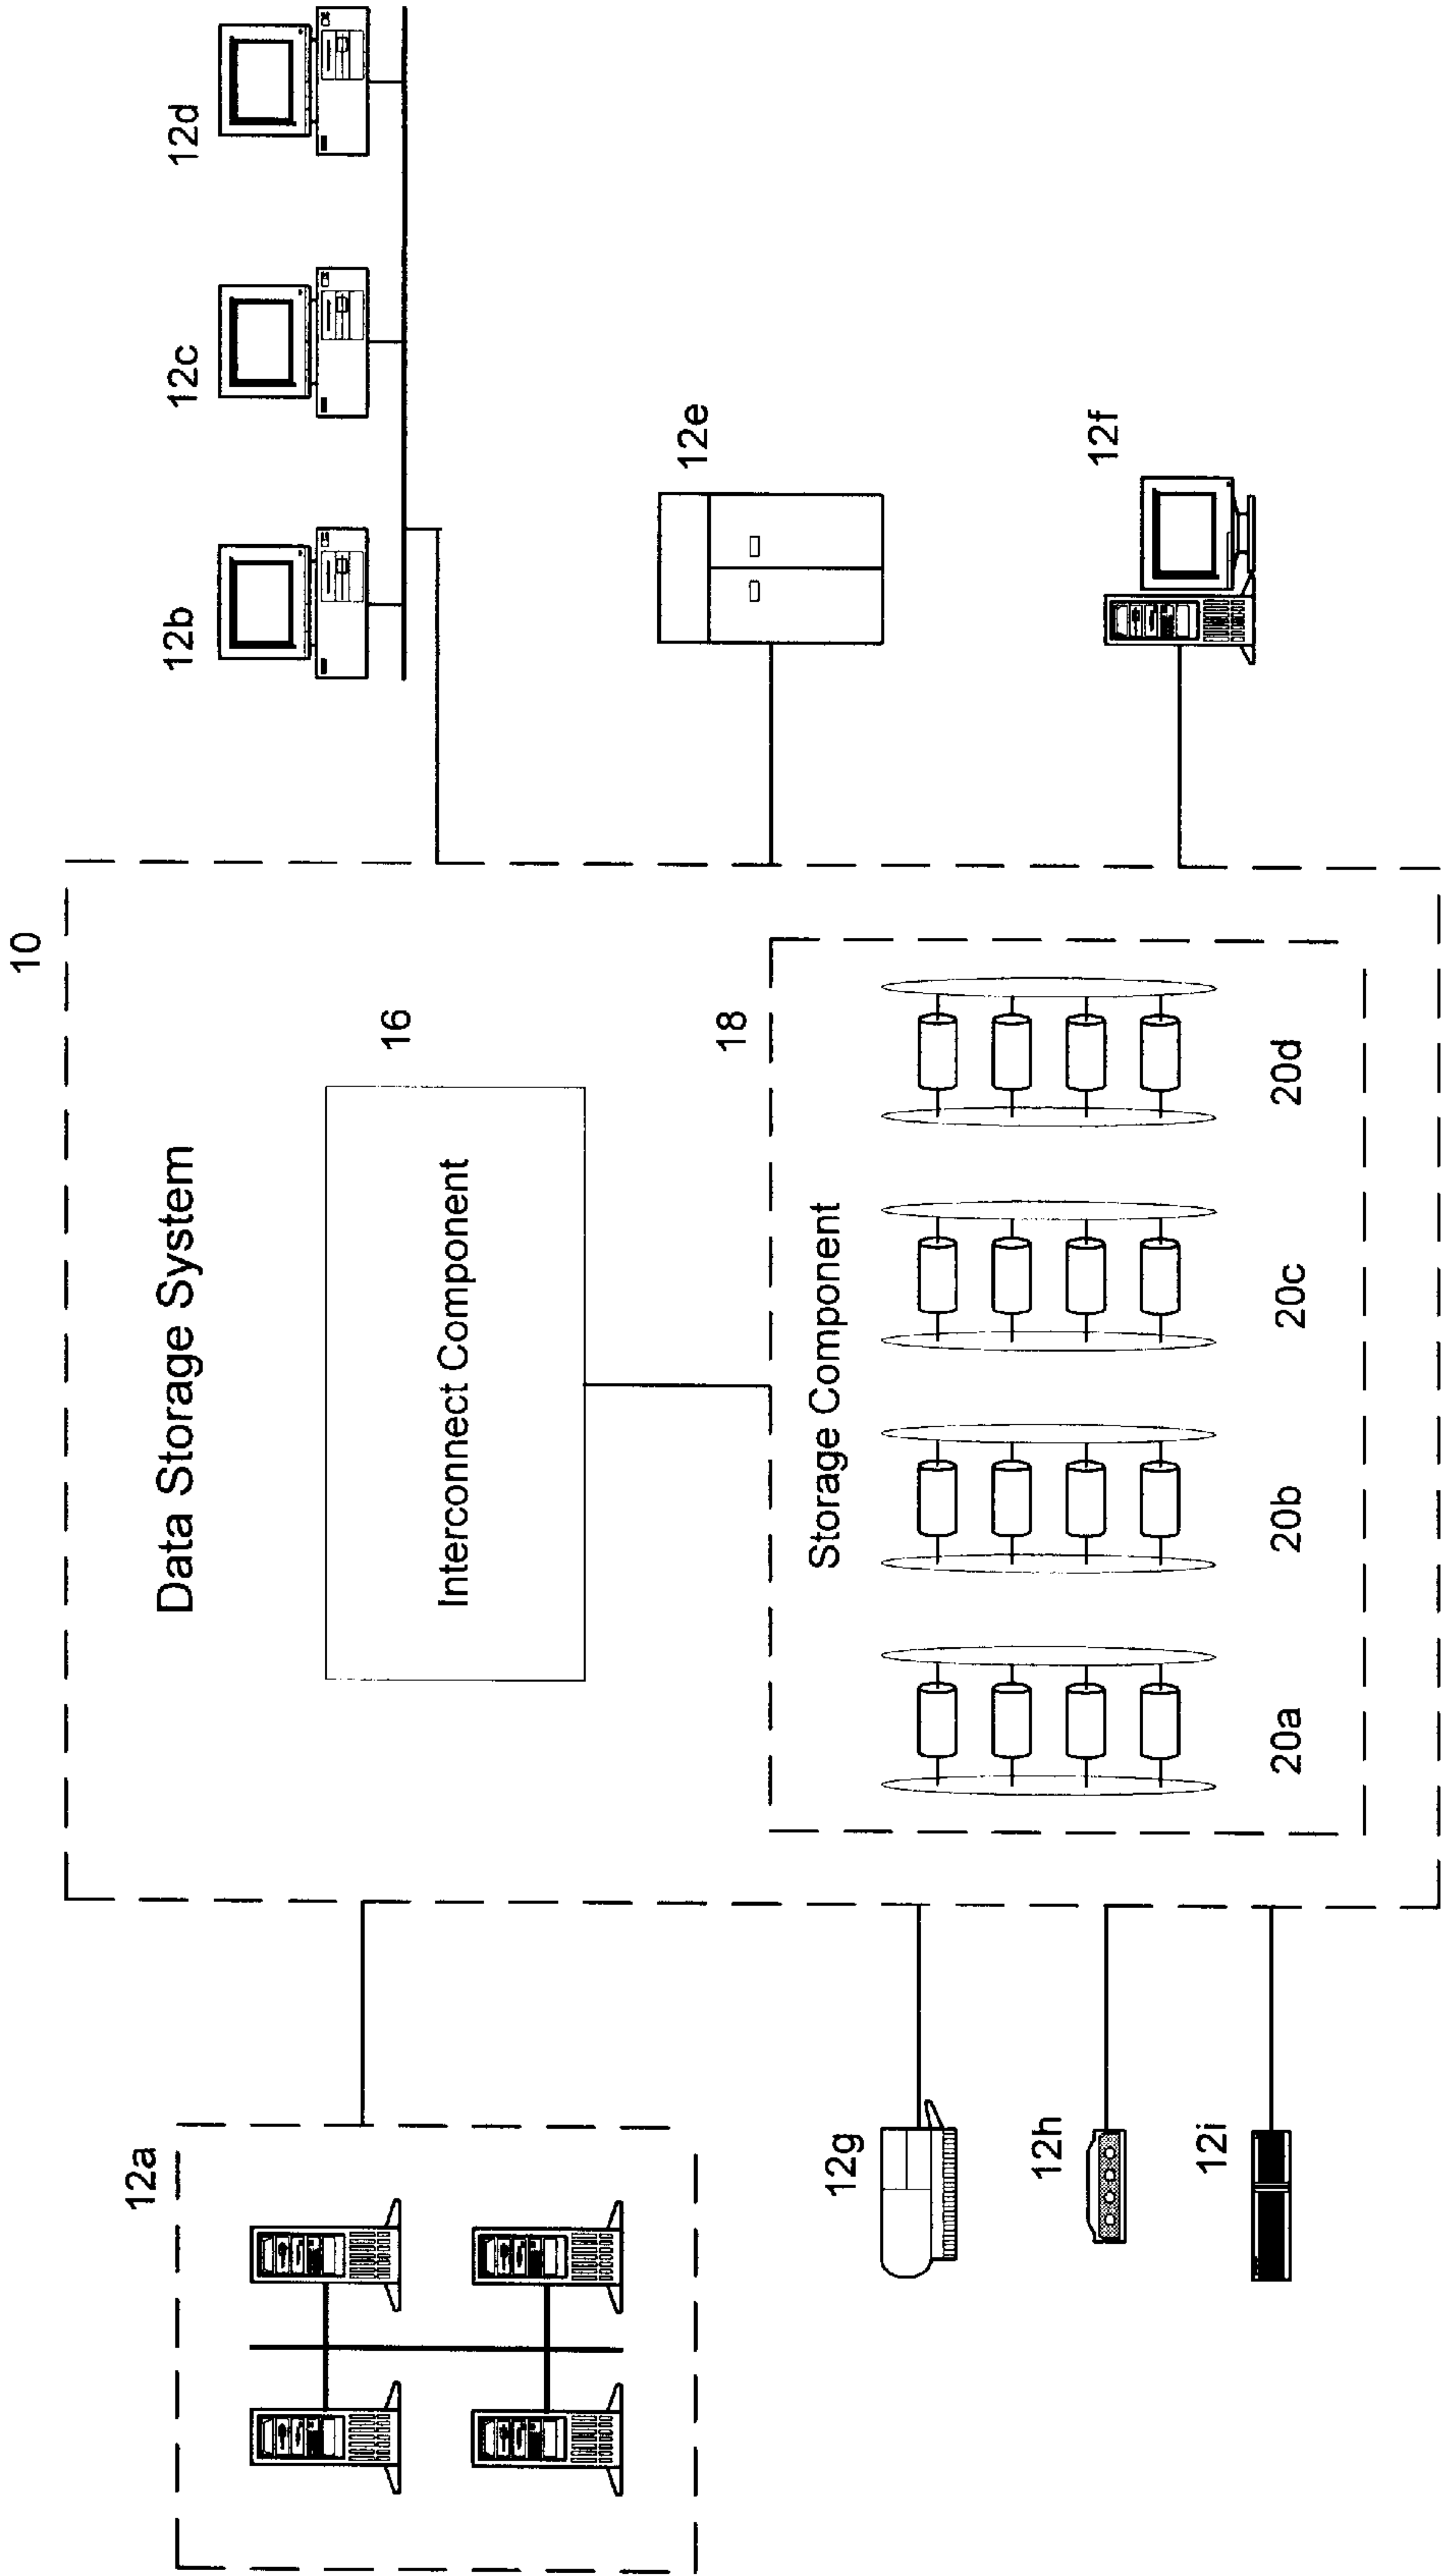 10
Data Storage System
12a
12b
12c
12d
16
Interconnect Component
12e
18
Storage Component
12g
12f
12h
12i
20a
20b
20c
20d